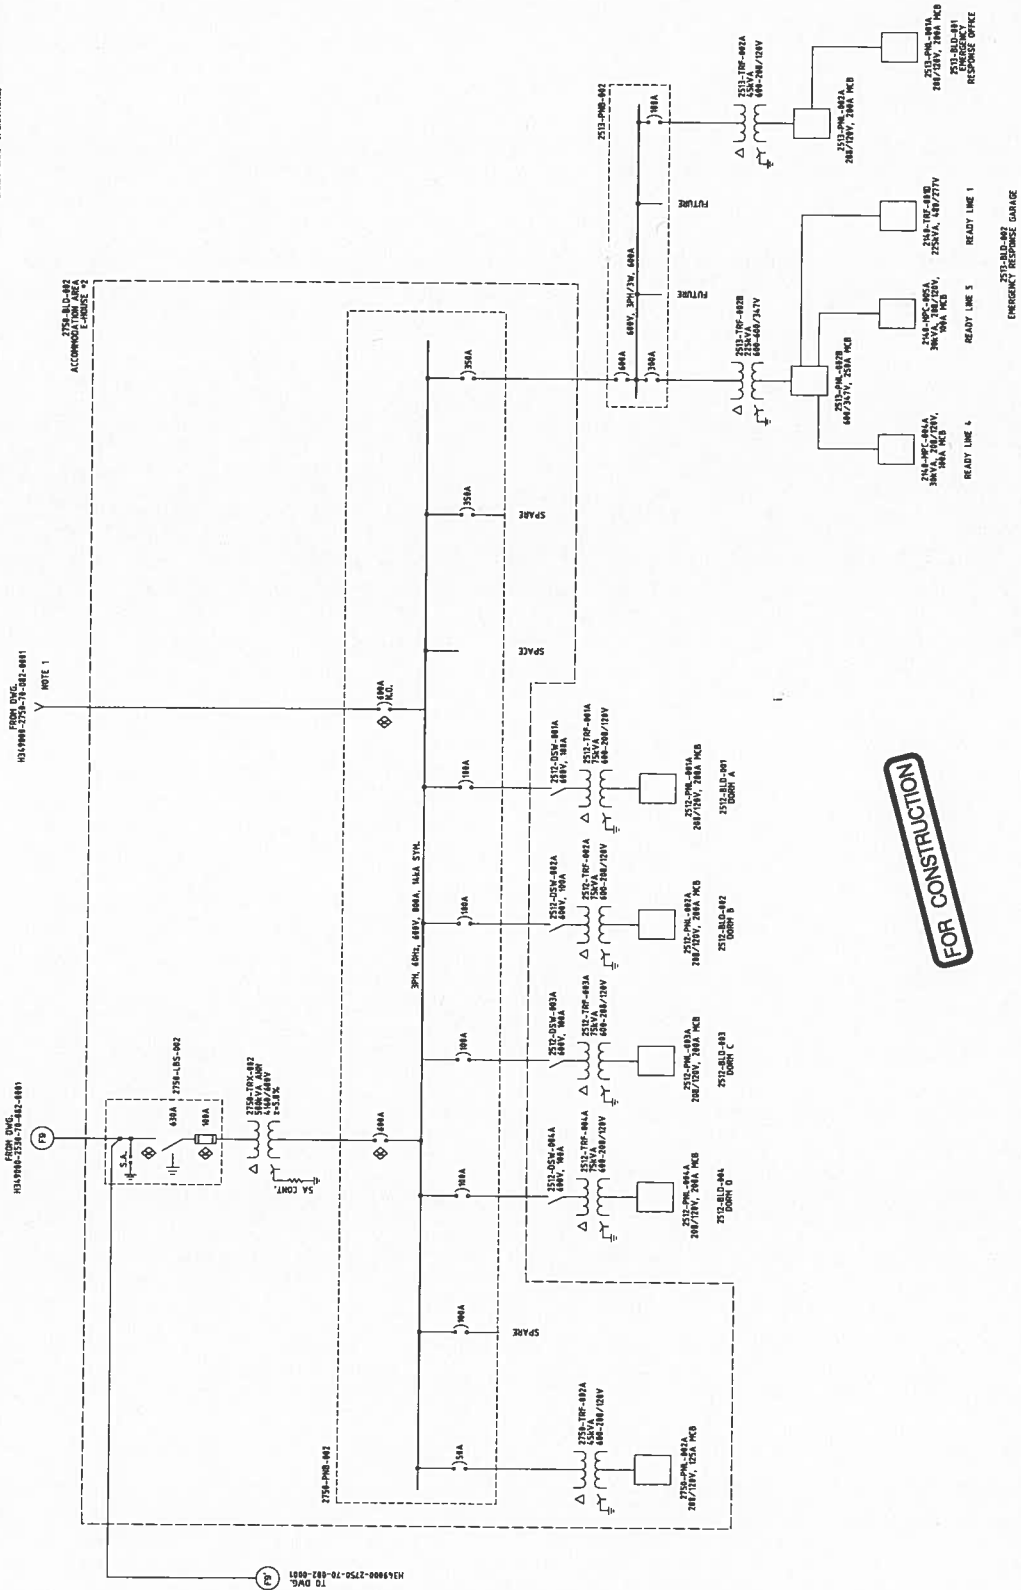 FROM DWG.
H349000-2530-70-082-0001
F9
FROM DWG.
H349000-2750-70-082-0001
NOTE 1
2750-BLD-002
ACCOMMODATION AREA
E-HOUSE #2
TO DWG.
H349000-2750-70-082-0001
F9'
S.A.
630A
2750-LBS-002
100A
2750-TRX-002
500kVA ANN
4160/600V
Z=5.0%
5A CONT.
600A
600A
N.O.
2750-PNB-002
3PH, 60Hz, 600V, 800A, 14kA SYM.
50A
100A
SPARE
100A
100A
100A
100A
SPACE
350A
SPARE
350A
2750-TRF-002A
45kVA
600-208/120V
2750-PNL-002A
208/120V, 125A MCB
2512-DSW-004A
600V, 100A
2512-TRF-004A
75kVA
600-208/120V
2512-PNL-004A
208/120V, 200A MCB
2512-BLD-004
DORM D
2512-DSW-003A
600V, 100A
2512-TRF-003A
75kVA
600-208/120V
2512-PNL-003A
208/120V, 200A MCB
2512-BLD-003
DORM C
2512-DSW-002A
600V, 100A
2512-TRF-002A
75kVA
600-208/120V
2512-PNL-002A
208/120V, 200A MCB
2512-BLD-002
DORM B
2512-DSW-001A
600V, 100A
2512-TRF-001A
75kVA
600-208/120V
2512-PNL-001A
208/120V, 200A MCB
2512-BLD-001
DORM A
2513-PNB-002
600V, 3PH/3W, 600A
600A
300A
FUTURE
FUTURE
100A
2513-TRF-002B
225kVA
600-600/347V
2513-PNL-002B
600/347V, 250A MCB
2140-MPC-004A
30kVA, 208/120V,
100A MCB
READY LINE 4
2140-MPC-005A
30kVA, 208/120V,
100A MCB
READY LINE 5
2140-TRF-001D
225kVA, 480/277V
READY LINE 1
2513-TRF-002A
45kVA
600-208/120V
2513-PNL-002A
208/120V, 200A MCB
2513-PNL-001A
208/120V, 200A MCB
2513-BLD-001
EMERGENCY
RESPONSE OFFICE
2513-BLD-002
EMERGENCY RESPONSE GARAGE
FOR CONSTRUCTION